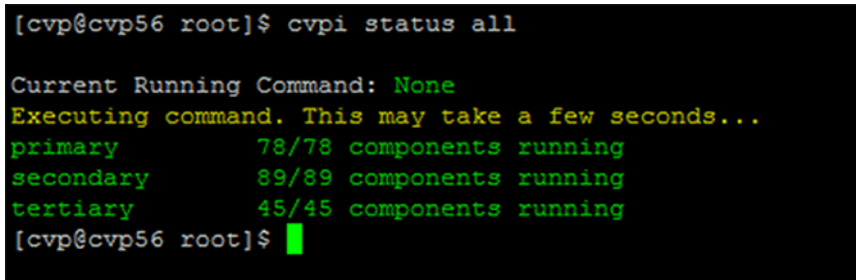 [cvp@cvp56 root]$ cvpi status all
Current Running Command: None
Executing command. This may take a few seconds...
primary 78/78 components running
secondary 89/89 components running
tertiary 45/45 components running
[cvp@cvp56 root]$